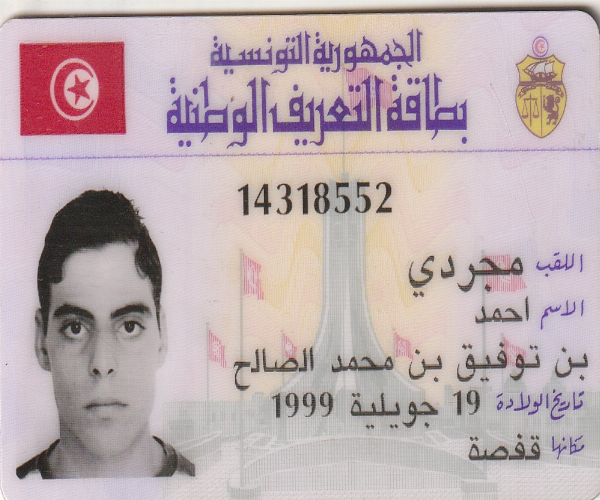 الجمهورية التونسية
بطاقة التعريف الوطنية
14318552
اللقب مجردي
الاسم احمد
بن توفيق بن محمد الصالح
تاريخ الولادة 19 جويلية 1999
مكانها قفصة